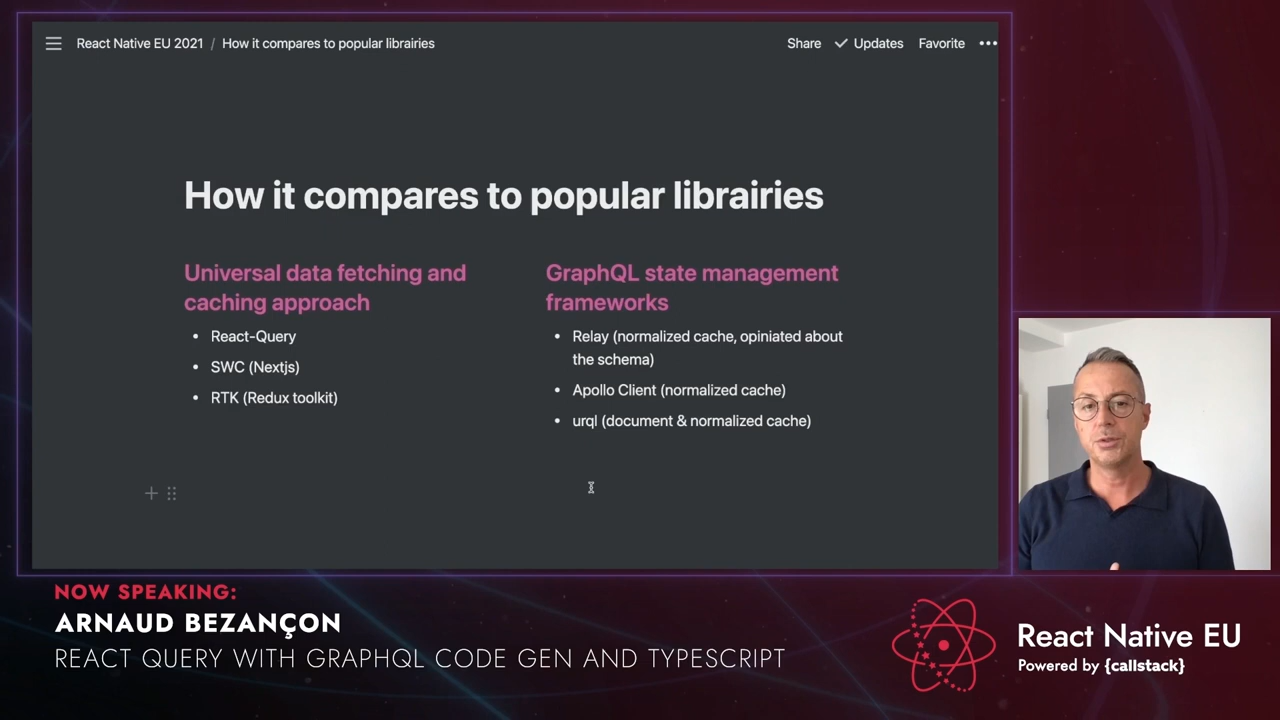 React Native EU 2021 / How it compares to popular librairies
Share Updates Favorite
How it compares to popular librairies
Universal data fetching and
caching approach
• React-Query
• SWC (Nextjs)
• RTK (Redux toolkit)
GraphQL state management
frameworks
• Relay (normalized cache, opiniated about
the schema)
• Apollo Client (normalized cache)
• urql (document & normalized cache)
NOW SPEAKING:
ARNAUD BEZANÇON
REACT QUERY WITH GRAPHQL CODE GEN AND TYPESCRIPT
React Native EU
Powered by {callstack}